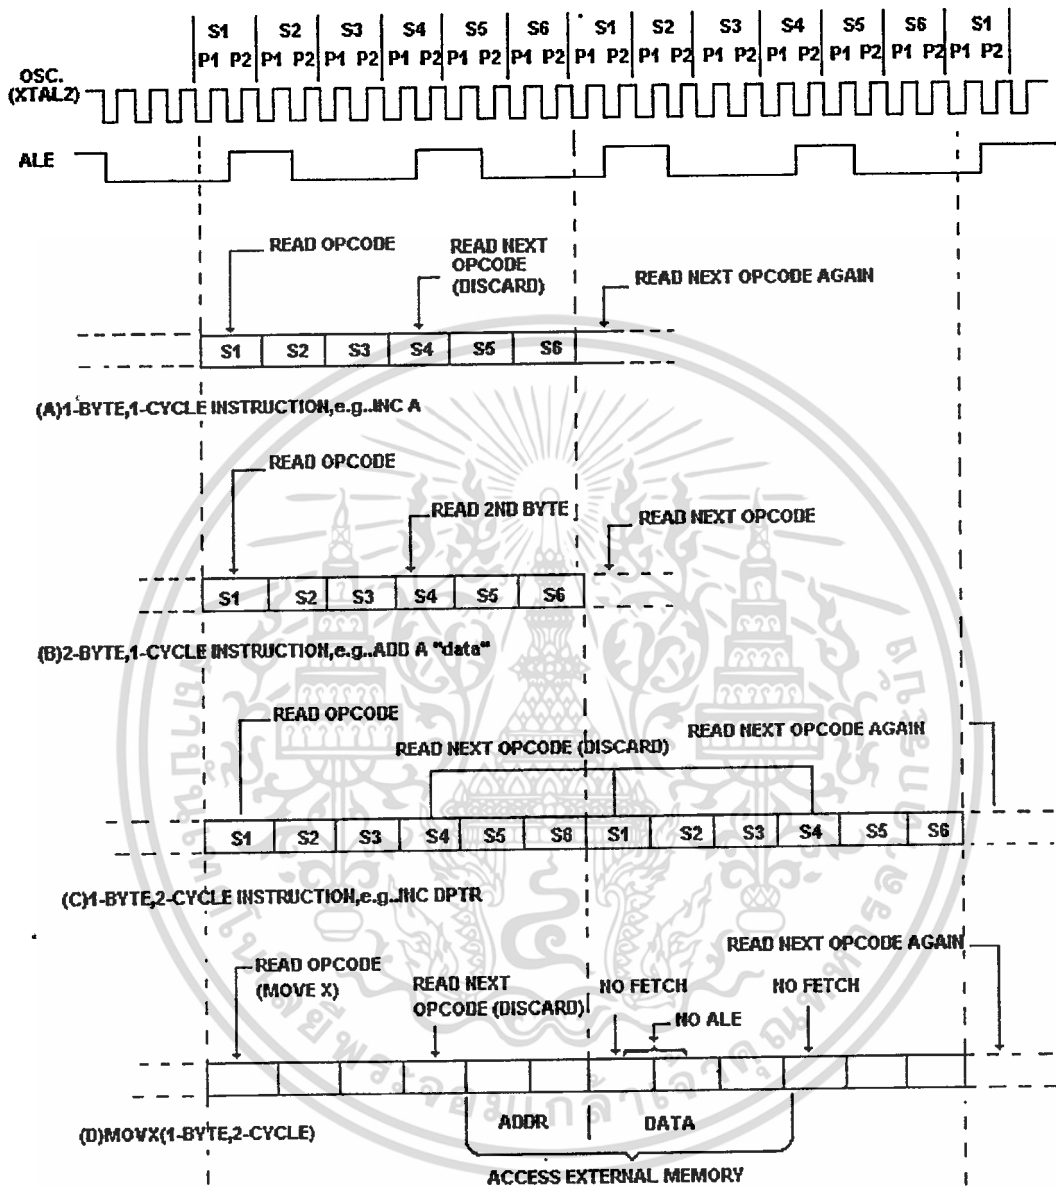 S1 S2 S3 S4 S5 S6 S1 S2 S3 S4 S5 S6 S1
P1 P2 P1 P2 P1 P2 P1 P2 P1 P2 P1 P2 P1 P2 P1 P2 P1 P2 P1 P2 P1 P2 P1 P2 P1 P2
OSC.
(XTAL2)
ALE
READ OPCODE
READ NEXT
OPCODE
(DISCARD)
READ NEXT OPCODE AGAIN
S1 S2 S3 S4 S5 S6
(A)1-BYTE,1-CYCLE INSTRUCTION,e.g..INC A
READ OPCODE
READ 2ND BYTE
READ NEXT OPCODE
S1 S2 S3 S4 S5 S6
(B)2-BYTE,1-CYCLE INSTRUCTION,e.g..ADD A "data"
READ OPCODE
READ NEXT OPCODE (DISCARD)
READ NEXT OPCODE AGAIN
S1 S2 S3 S4 S5 S6 S1 S2 S3 S4 S5 S6
(C)1-BYTE,2-CYCLE INSTRUCTION,e.g..INC DPTR
READ OPCODE
(MOVE X)
READ NEXT
OPCODE (DISCARD)
NO FETCH
NO ALE
NO FETCH
READ NEXT OPCODE AGAIN
ADDR DATA
(D)MOVX(1-BYTE,2-CYCLE)
ACCESS EXTERNAL MEMORY